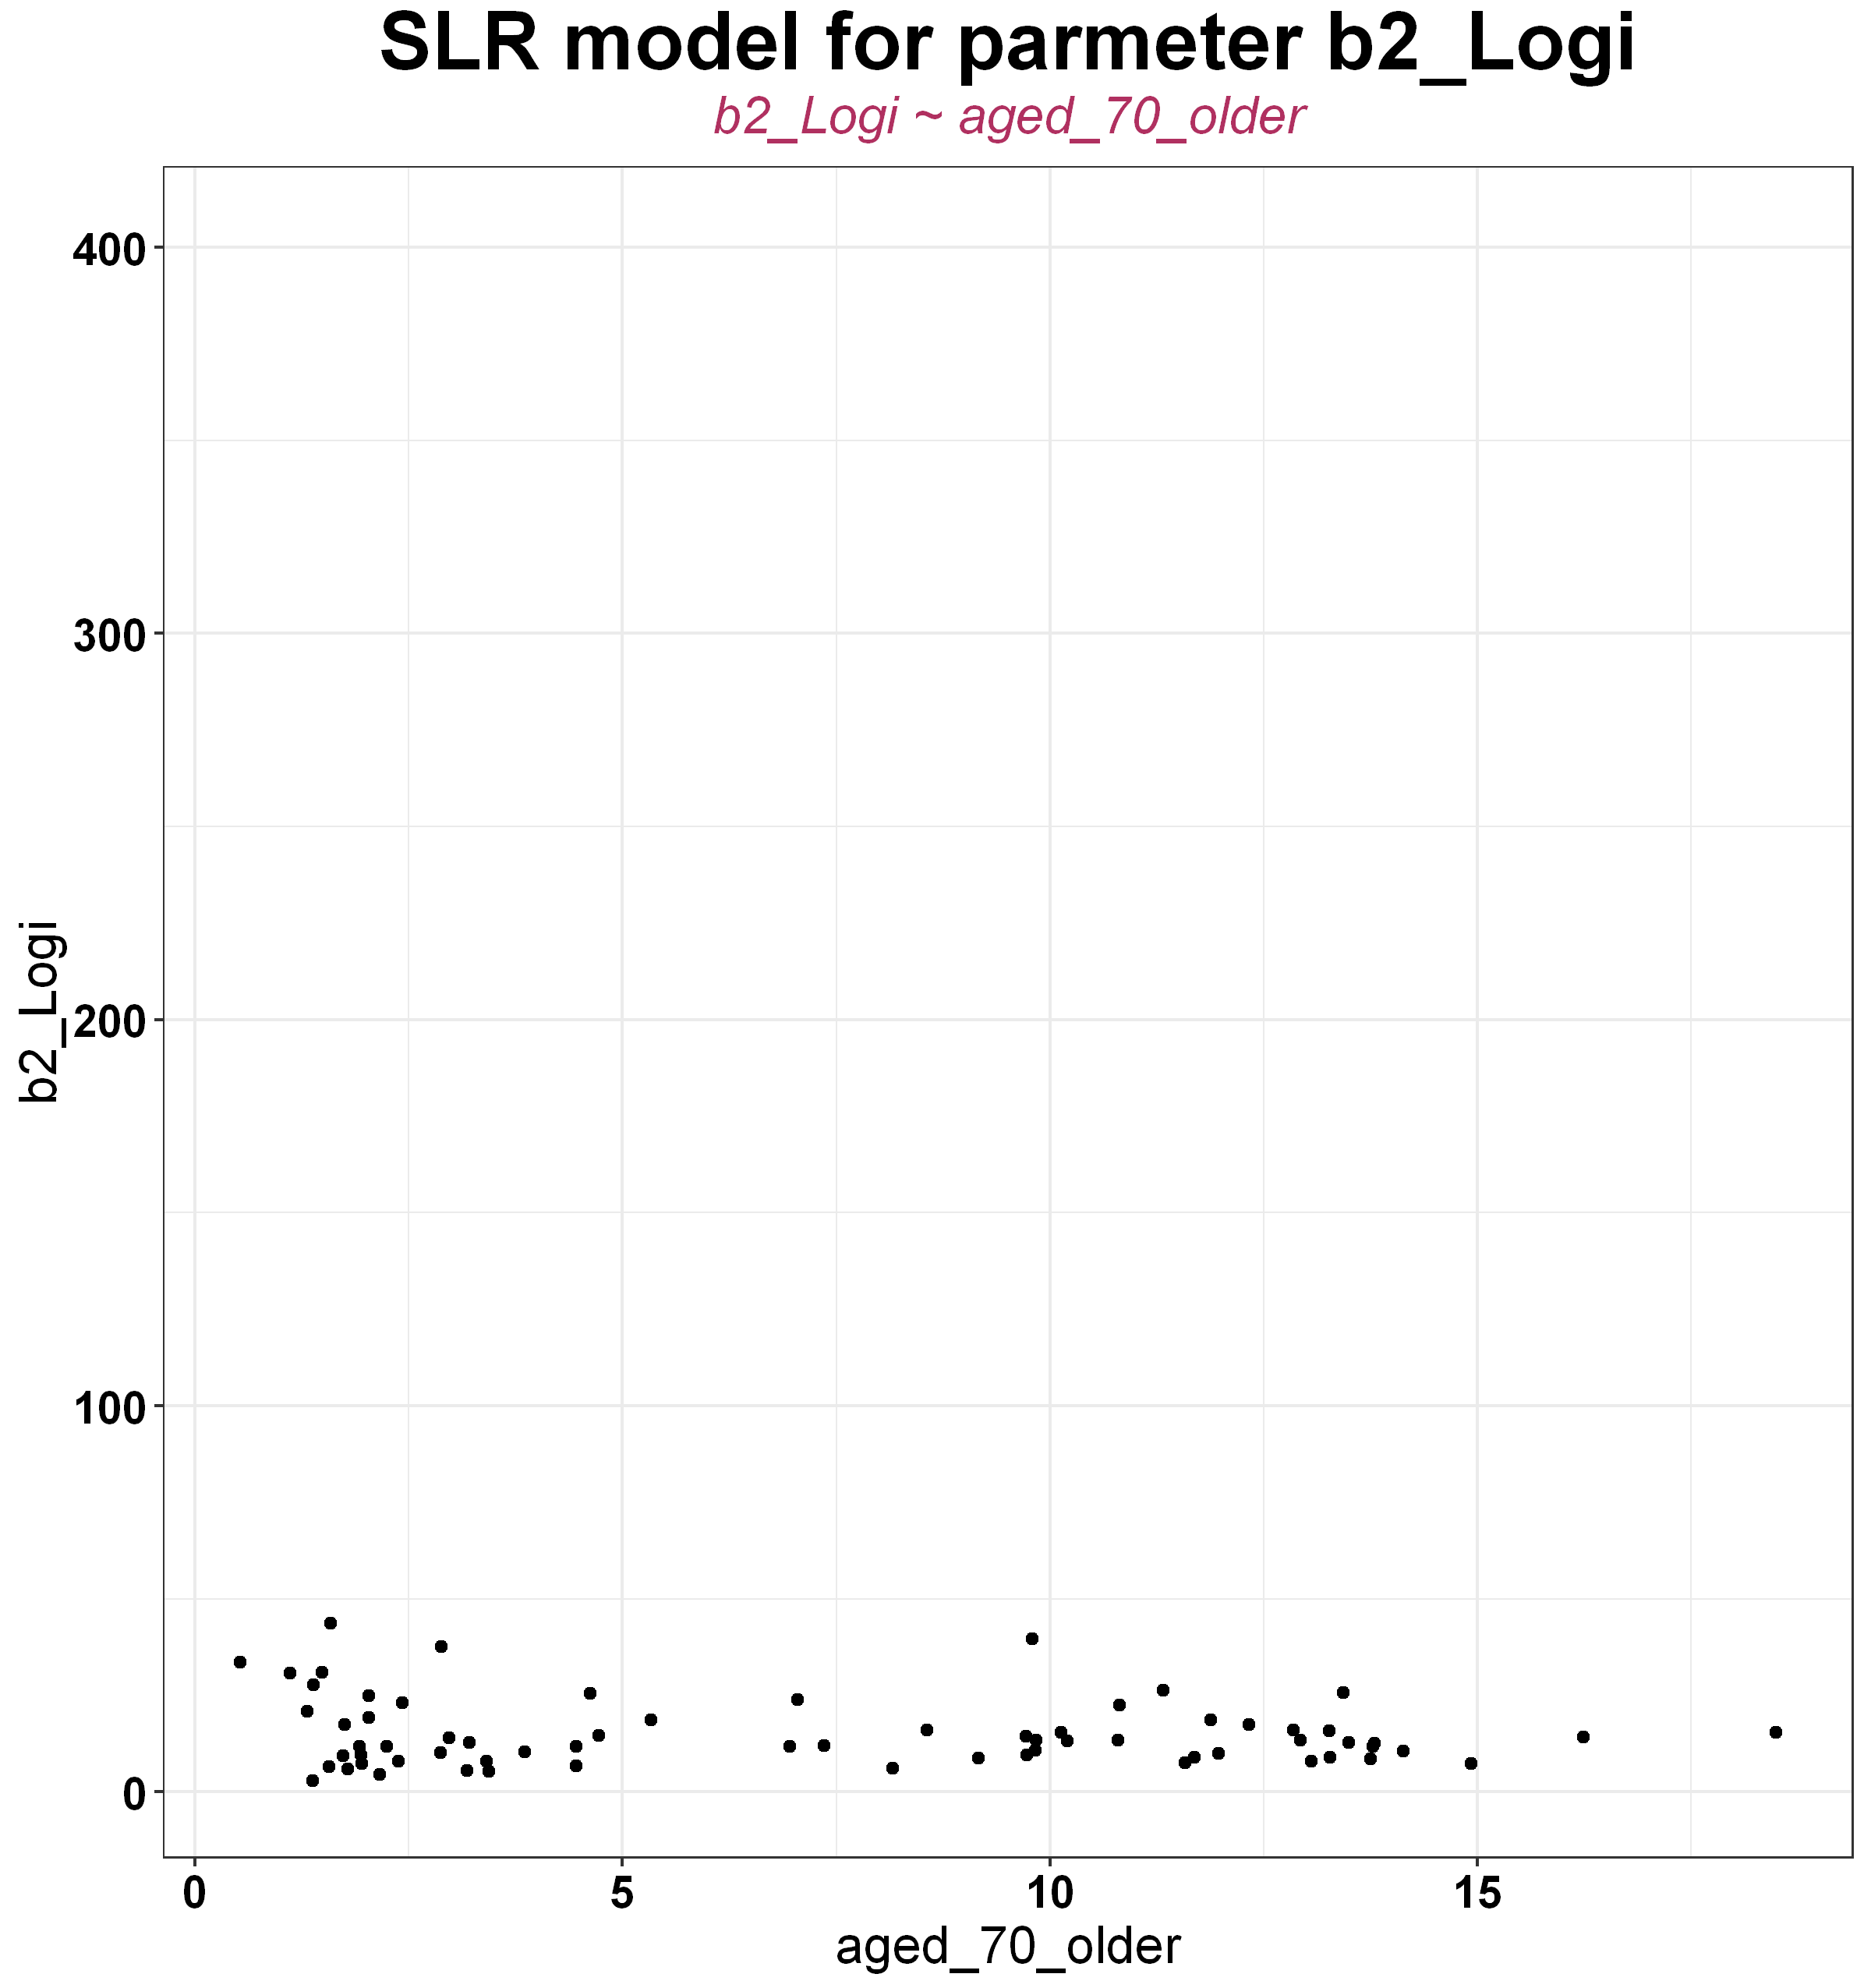 SLR model for parmeter b2_Logi
b2_Logi ~ aged_70_older
400
300
200
100
0
b2_Logi
0 5 10 15
aged_70_older